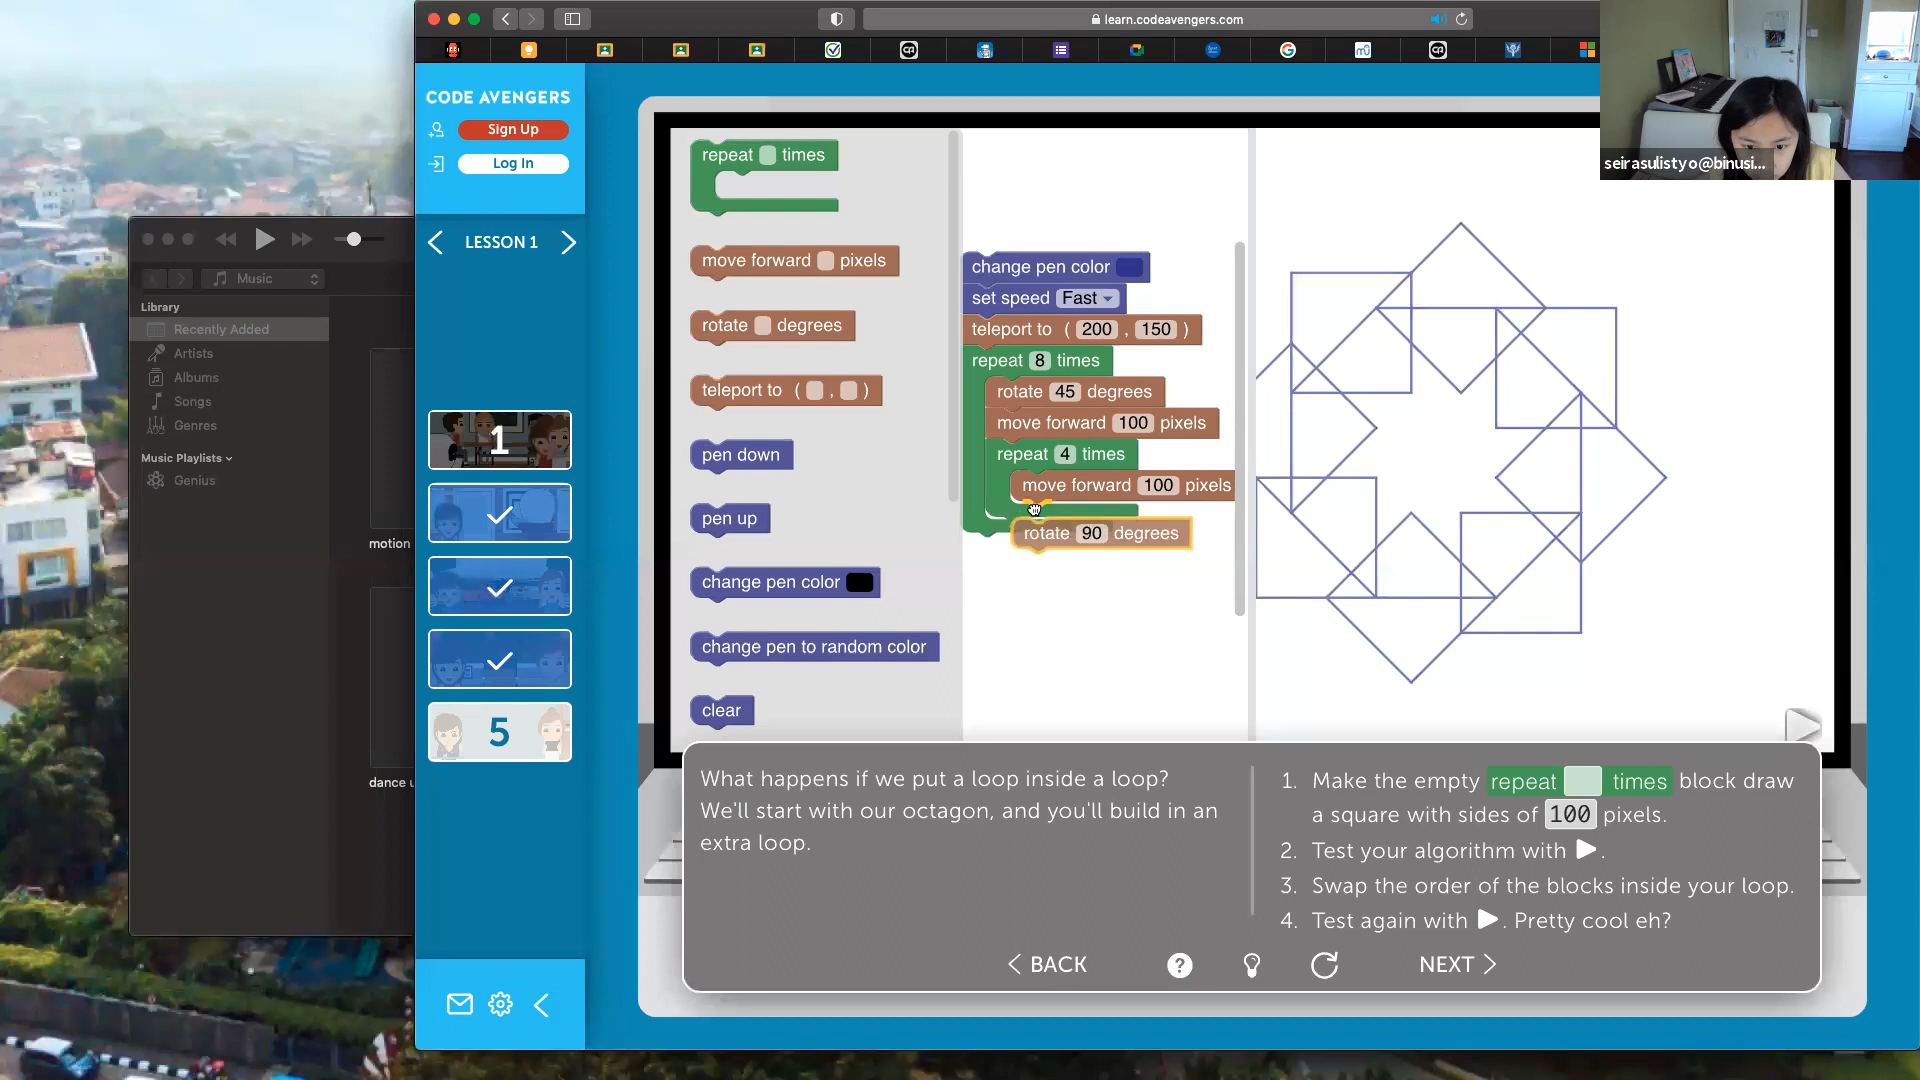 learn.codeavengers.com
CODE AVENGERS
Sign Up
Log In
LESSON 1
1
5
Music
Library
Recently Added
Artists
Albums
Songs
Genres
Music Playlists
Genius
motion
dance u
repeat times
move forward pixels
rotate degrees
teleport to ( , )
pen down
pen up
change pen color
change pen to random color
clear
change pen color
set speed Fast
teleport to ( 200 , 150 )
repeat 8 times
rotate 45 degrees
move forward 100 pixels
repeat 4 times
move forward 100 pixels
rotate 90 degrees
seirasulistyo@binusi...
What happens if we put a loop inside a loop?
We'll start with our octagon, and you'll build in an
extra loop.
1. Make the empty repeat times block draw
a square with sides of 100 pixels.
2. Test your algorithm with .
3. Swap the order of the blocks inside your loop.
4. Test again with . Pretty cool eh?
BACK
?
NEXT